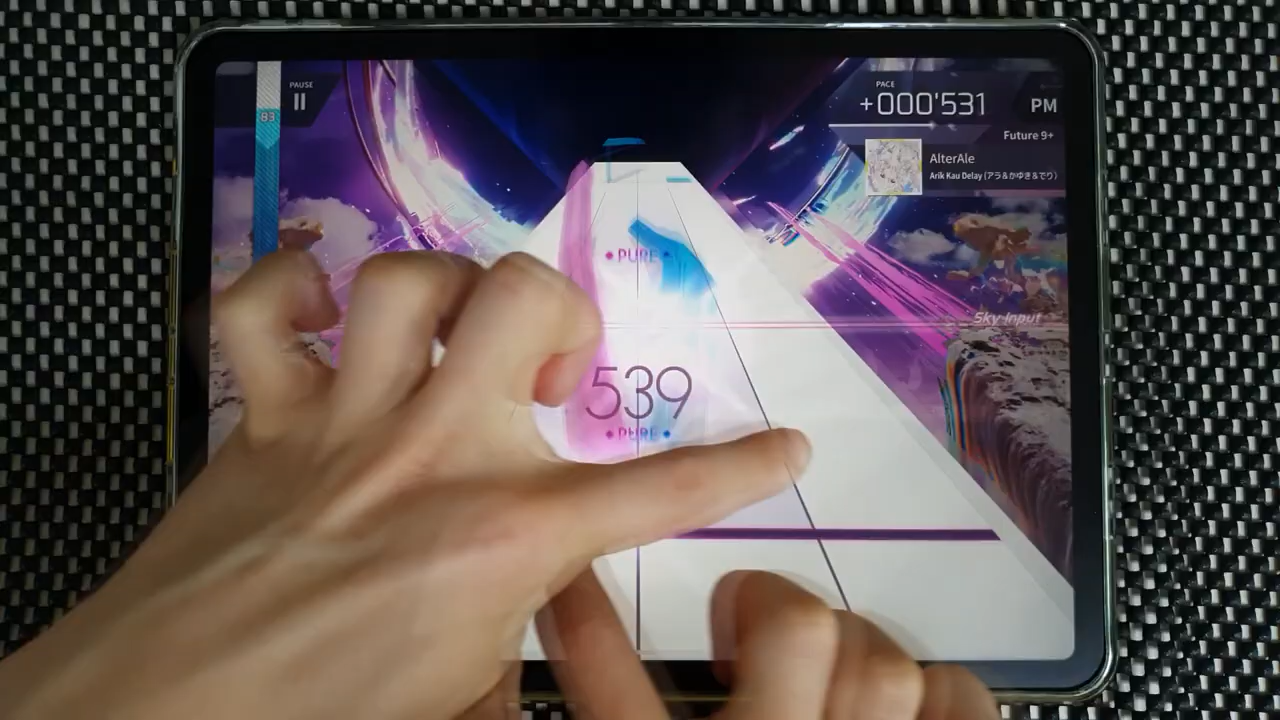 PAUSE
83
PACE
+000'531
PM
Future 9+
AlterAle
Arik Kau Delay (アラ&かゆき&でり)
•PURE•
Sky Input
539
•PURE•